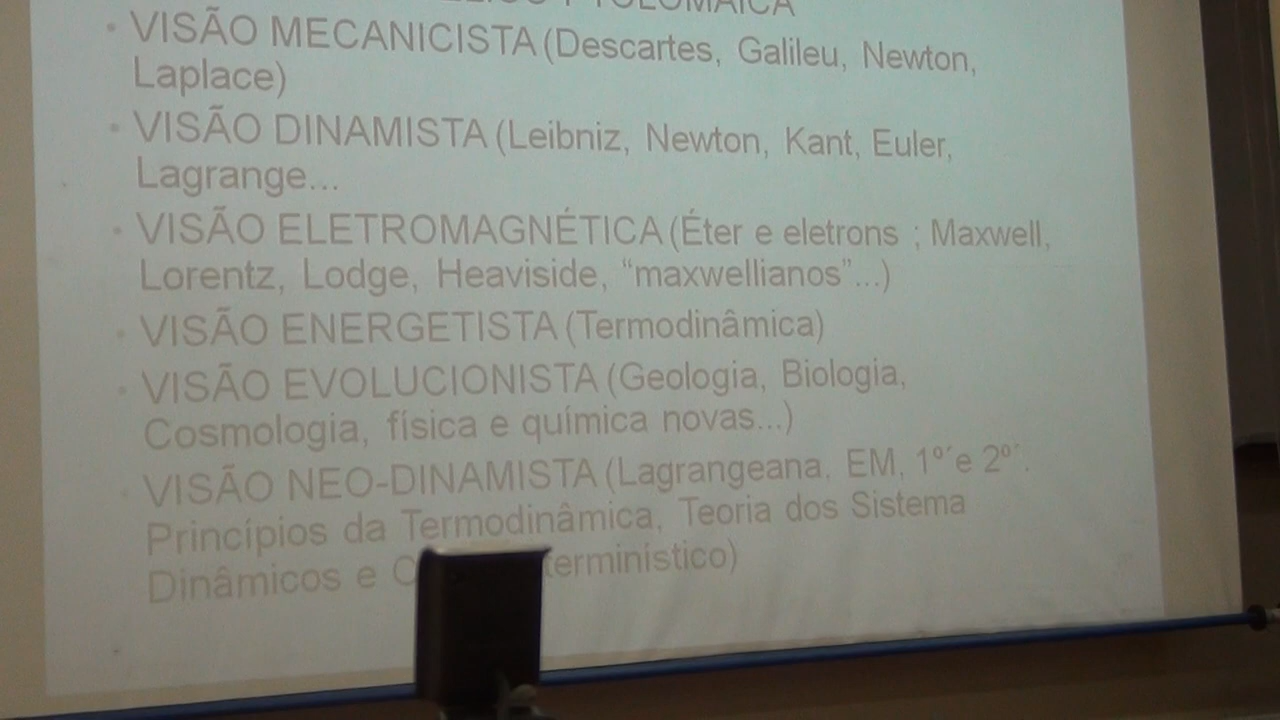 PTOLOMAICA
• VISÃO MECANICISTA (Descartes, Galileu, Newton,
Laplace)
• VISÃO DINAMISTA (Leibniz, Newton, Kant, Euler,
Lagrange...
• VISÃO ELETROMAGNÉTICA (Éter e eletrons ; Maxwell,
Lorentz, Lodge, Heaviside, “maxwellianos”...)
• VISÃO ENERGETISTA (Termodinâmica)
• VISÃO EVOLUCIONISTA (Geologia, Biologia,
Cosmologia, física e química novas...)
• VISÃO NEO-DINAMISTA (Lagrangeana, EM, 1º´e 2º´.
Princípios da Termodinâmica, Teoria dos Sistema
Dinâmicos e